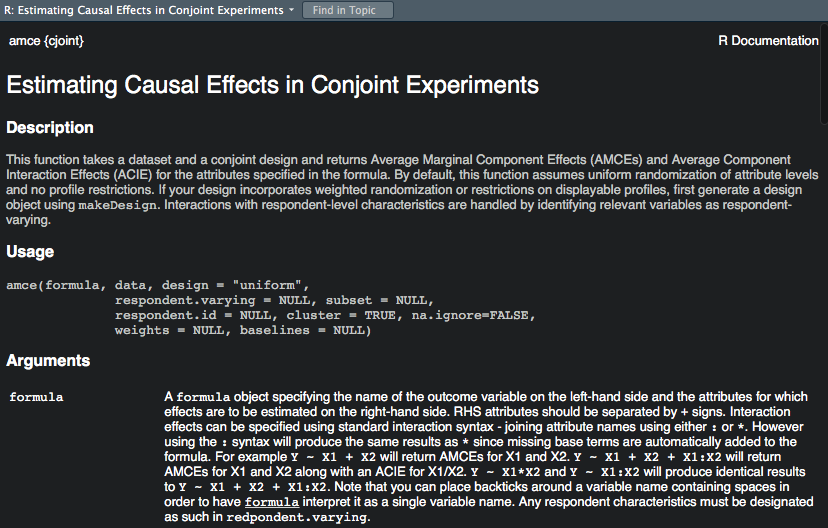 R: Estimating Causal Effects in Conjoint Experiments Find in Topic
amce {cjoint} R Documentation
Estimating Causal Effects in Conjoint Experiments
Description
This function takes a dataset and a conjoint design and returns Average Marginal Component Effects (AMCEs) and Average Component
Interaction Effects (ACIE) for the attributes specified in the formula. By default, this function assumes uniform randomization of attribute levels
and no profile restrictions. If your design incorporates weighted randomization or restrictions on displayable profiles, first generate a design
object using makeDesign. Interactions with respondent-level characteristics are handled by identifying relevant variables as respondent-
varying.
Usage
amce(formula, data, design = "uniform",
respondent.varying = NULL, subset = NULL,
respondent.id = NULL, cluster = TRUE, na.ignore=FALSE,
weights = NULL, baselines = NULL)
Arguments
formula A formula object specifying the name of the outcome variable on the left-hand side and the attributes for which
effects are to be estimated on the right-hand side. RHS attributes should be separated by + signs. Interaction
effects can be specified using standard interaction syntax - joining attribute names using either : or *. However
using the : syntax will produce the same results as * since missing base terms are automatically added to the
formula. For example Y ~ X1 + X2 will return AMCEs for X1 and X2. Y ~ X1 + X2 + X1:X2 will return
AMCEs for X1 and X2 along with an ACIE for X1/X2. Y ~ X1*X2 and Y ~ X1:X2 will produce identical results
to Y ~ X1 + X2 + X1:X2. Note that you can place backticks around a variable name containing spaces in
order to have formula interpret it as a single variable name. Any respondent characteristics must be designated
as such in redpondent.varying.